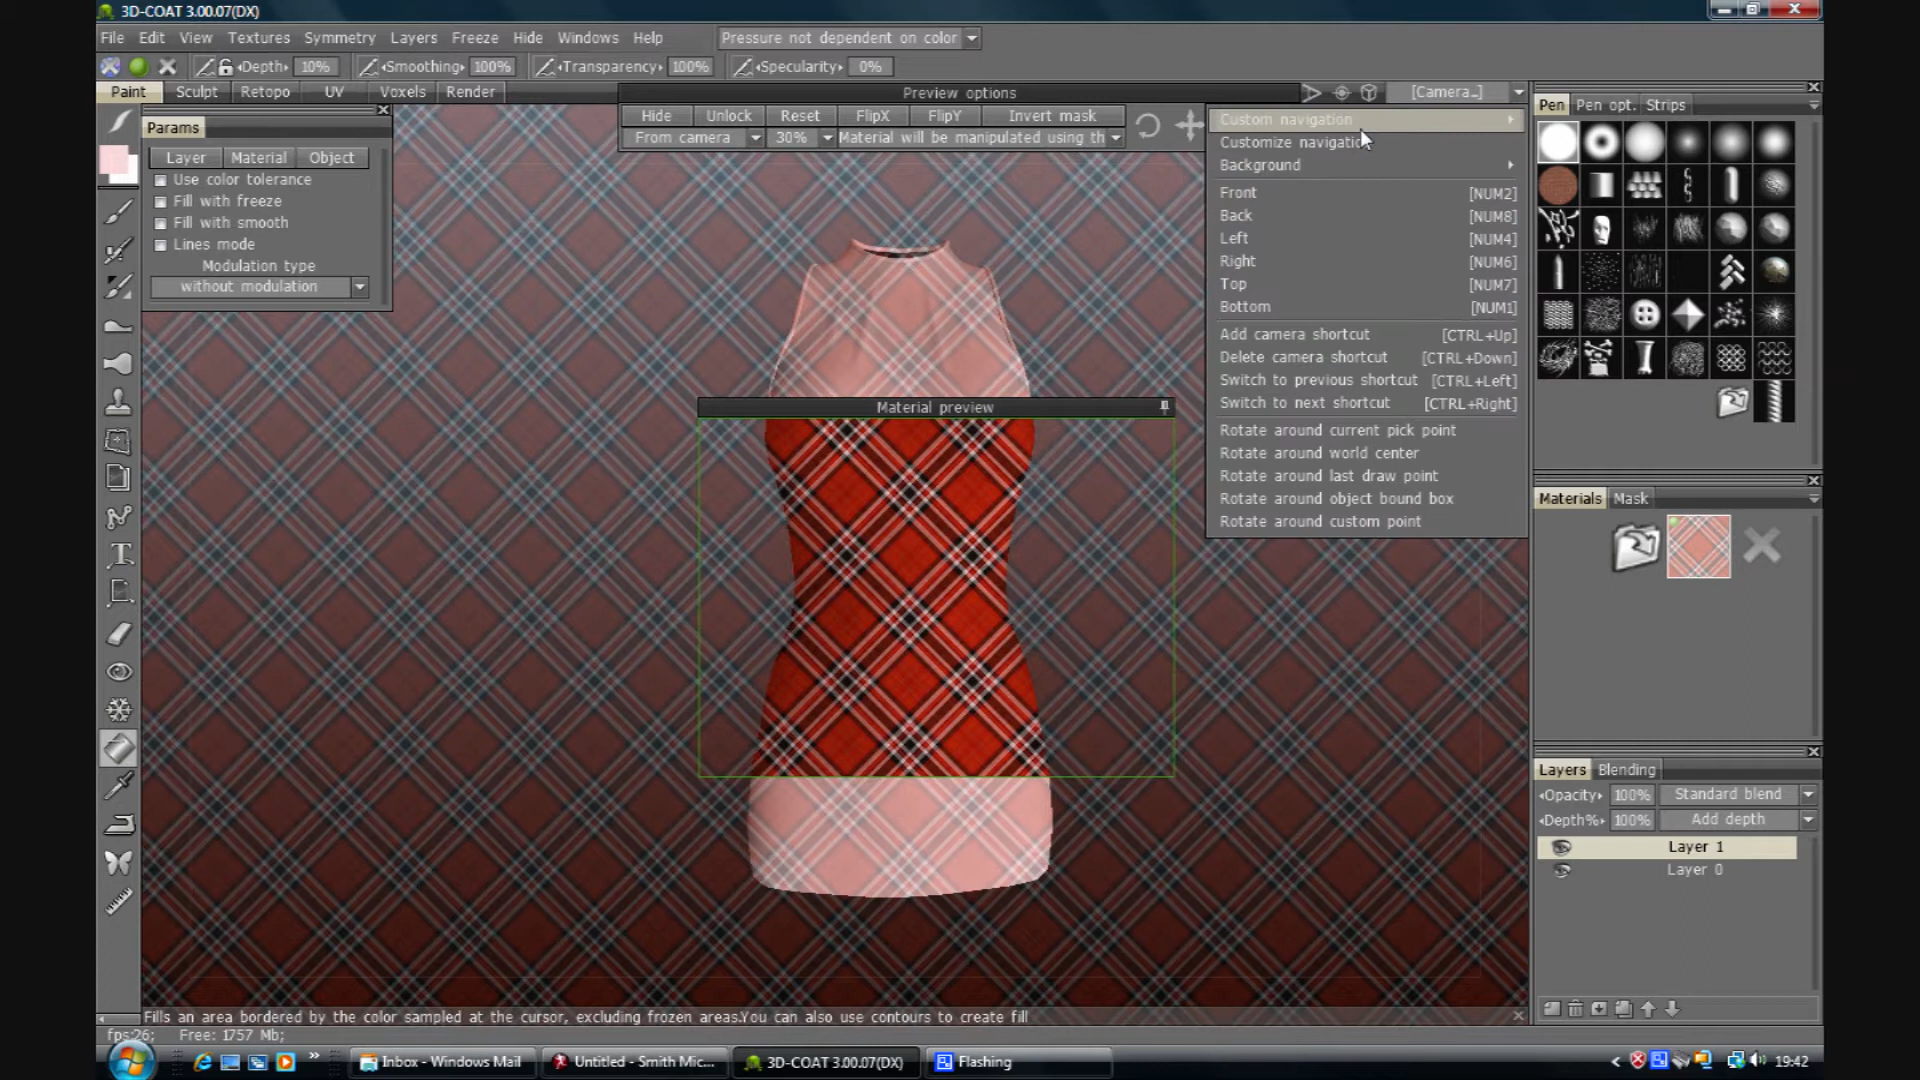 3D-COAT 3.00.07(DX)
File Edit View Textures Symmetry Layers Freeze Hide Windows Help Pressure not dependent on color
Depth 10% Smoothing 100% Transparency 100% Specularity 0%
Paint Sculpt Retopo UV Voxels Render Preview options [Camera..]
Hide Unlock Reset FlipX FlipY Invert mask
From camera 30% Material will be manipulated using th
Params
Layer Material Object
Use color tolerance
Fill with freeze
Fill with smooth
Lines mode
Modulation type
without modulation
Custom navigation
Customize navigation
Background
Front [NUM2]
Back [NUM8]
Left [NUM4]
Right [NUM6]
Top [NUM7]
Bottom [NUM1]
Add camera shortcut [CTRL+Up]
Delete camera shortcut [CTRL+Down]
Switch to previous shortcut [CTRL+Left]
Switch to next shortcut [CTRL+Right]
Rotate around current pick point
Rotate around world center
Rotate around last draw point
Rotate around object bound box
Rotate around custom point
Material preview
Pen Pen opt. Strips
Materials Mask
Layers Blending
Opacity 100% Standard blend
Depth% 100% Add depth
Layer 1
Layer 0
Fills an area bordered by the color sampled at the cursor, excluding frozen areas.You can also use contours to create fill
fps:26; Free: 1757 Mb;
Inbox - Windows Mail Untitled - Smith Mic... 3D-COAT 3.00.07(DX) Flashing 19:42